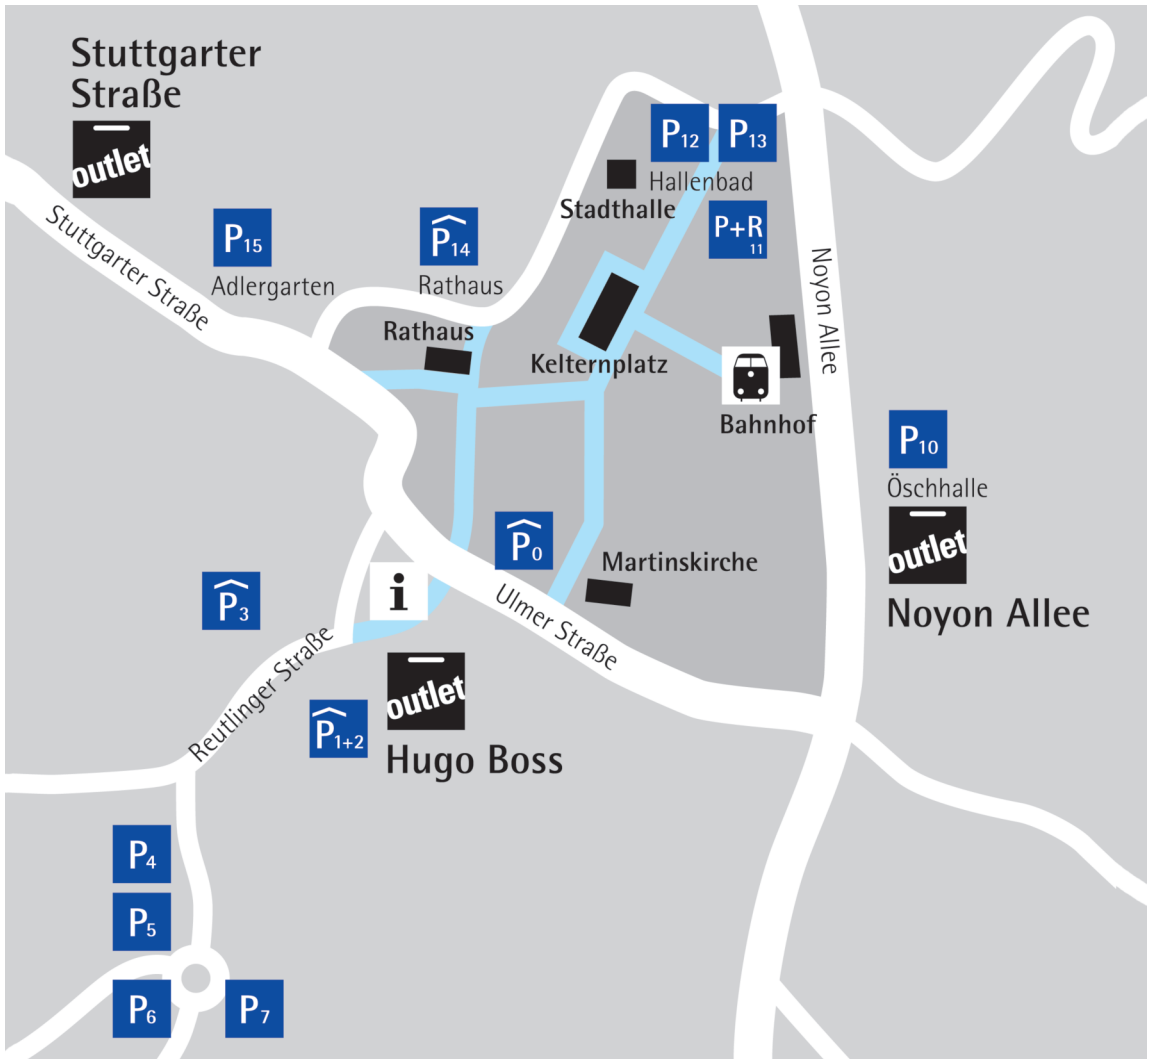 Stuttgarter
Straße
outlet
Stuttgarter Straße
P15
Adlergarten
P14
Rathaus
Rathaus
P12
P13
Hallenbad
Stadthalle
P+R
11
Noyon Allee
Kelternplatz
Bahnhof
P10
Öschhalle
outlet
Noyon Allee
P0
Martinskirche
Ulmer Straße
i
P3
Reutlinger Straße
outlet
Hugo Boss
P1+2
P4
P5
P6
P7